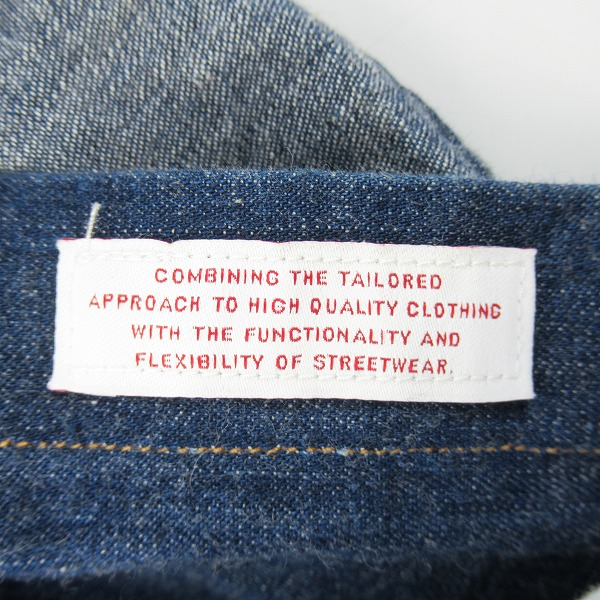 COMBINING THE TAILORED
APPROACH TO HIGH QUALITY CLOTHING
WITH THE FUNCTIONALITY AND
FLEXIBILITY OF STREETWEAR.